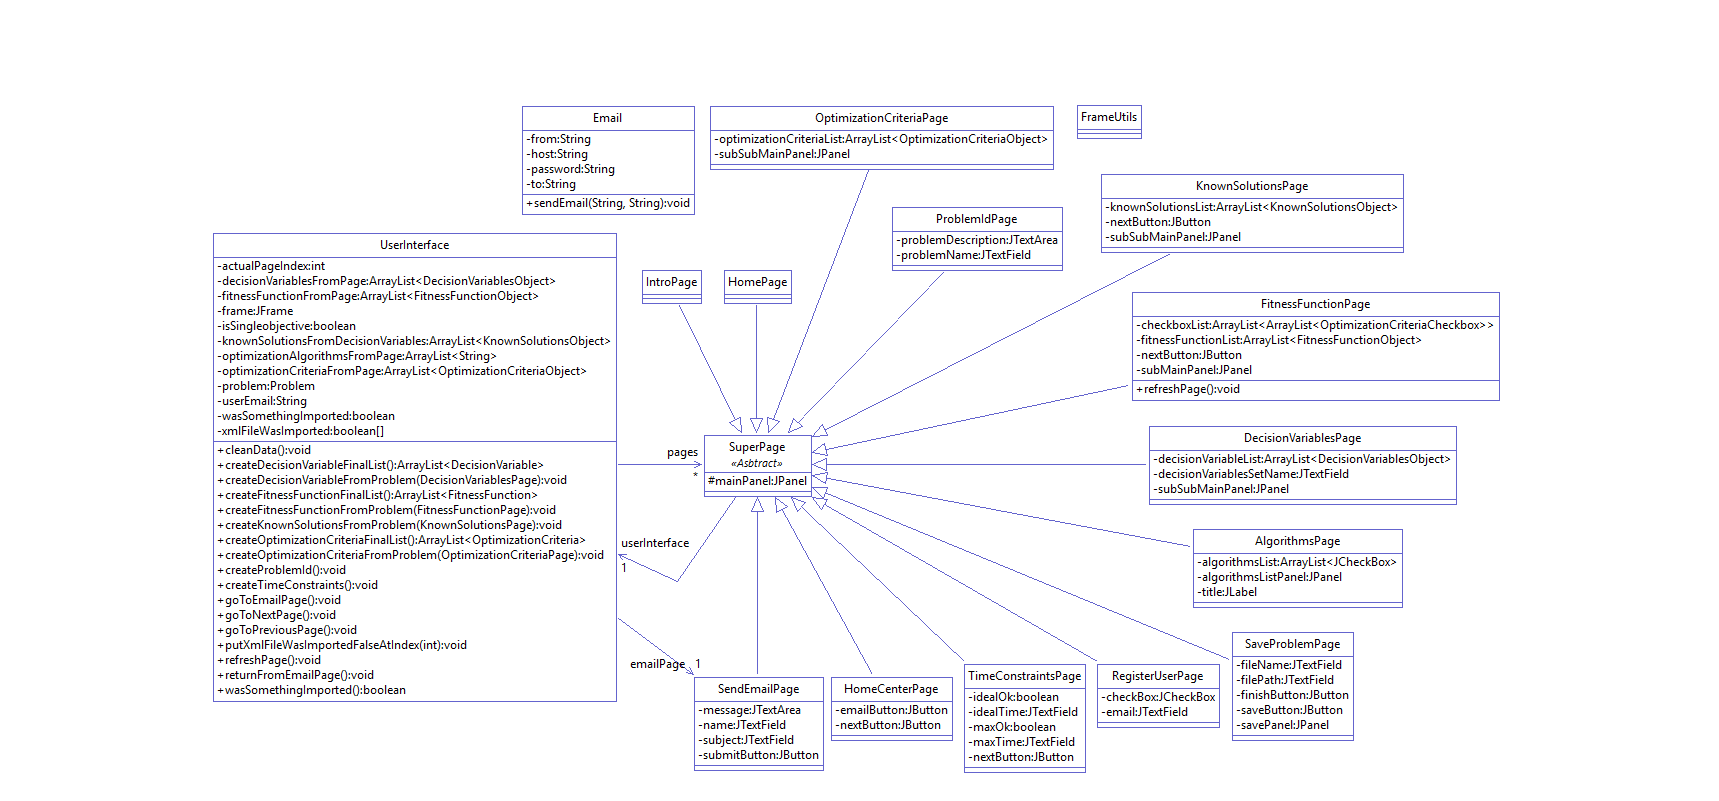 Email
-from:String
-host:String
-password:String
-to:String
+sendEmail(String, String):void
OptimizationCriteriaPage
-optimizationCriteriaList:ArrayList<OptimizationCriteriaObject>
-subSubMainPanel:JPanel
FrameUtils
KnownSolutionsPage
-knownSolutionsList:ArrayList<KnownSolutionsObject>
-nextButton:JButton
-subSubMainPanel:JPanel
ProblemIdPage
-problemDescription:JTextArea
-problemName:JTextField
UserInterface
-actualPageIndex:int
-decisionVariablesFromPage:ArrayList<DecisionVariablesObject>
-fitnessFunctionFromPage:ArrayList<FitnessFunctionObject>
-frame:JFrame
-isSingleobjective:boolean
-knownSolutionsFromDecisionVariables:ArrayList<KnownSolutionsObject>
-optimizationAlgorithmsFromPage:ArrayList<String>
-optimizationCriteriaFromPage:ArrayList<OptimizationCriteriaObject>
-problem:Problem
-userEmail:String
-wasSomethingImported:boolean
-xmlFileWasImported:boolean[]
+cleanData():void
+createDecisionVariableFinalList():ArrayList<DecisionVariable>
+createDecisionVariableFromProblem(DecisionVariablesPage):void
+createFitnessFunctionFinalList():ArrayList<FitnessFunction>
+createFitnessFunctionFromProblem(FitnessFunctionPage):void
+createKnownSolutionsFromProblem(KnownSolutionsPage):void
+createOptimizationCriteriaFinalList():ArrayList<OptimizationCriteria>
+createOptimizationCriteriaFromProblem(OptimizationCriteriaPage):void
+createProblemId():void
+createTimeConstraints():void
+goToEmailPage():void
+goToNextPage():void
+goToPreviousPage():void
+putXmlFileWasImportedFalseAtIndex(int):void
+refreshPage():void
+returnFromEmailPage():void
+wasSomethingImported():boolean
IntroPage
HomePage
FitnessFunctionPage
-checkboxList:ArrayList<ArrayList<OptimizationCriteriaCheckbox>>
-fitnessFunctionList:ArrayList<FitnessFunctionObject>
-nextButton:JButton
-subMainPanel:JPanel
+refreshPage():void
pages
*
SuperPage
«Asbtract»
#mainPanel:JPanel
DecisionVariablesPage
-decisionVariableList:ArrayList<DecisionVariablesObject>
-decisionVariablesSetName:JTextField
-subSubMainPanel:JPanel
userInterface
1
AlgorithmsPage
-algorithmsList:ArrayList<JCheckBox>
-algorithmsListPanel:JPanel
-title:JLabel
emailPage
1
SendEmailPage
-message:JTextArea
-name:JTextField
-subject:JTextField
-submitButton:JButton
HomeCenterPage
-emailButton:JButton
-nextButton:JButton
TimeConstraintsPage
-idealOk:boolean
-idealTime:JTextField
-maxOk:boolean
-maxTime:JTextField
-nextButton:JButton
RegisterUserPage
-checkBox:JCheckBox
-email:JTextField
SaveProblemPage
-fileName:JTextField
-filePath:JTextField
-finishButton:JButton
-saveButton:JButton
-savePanel:JPanel